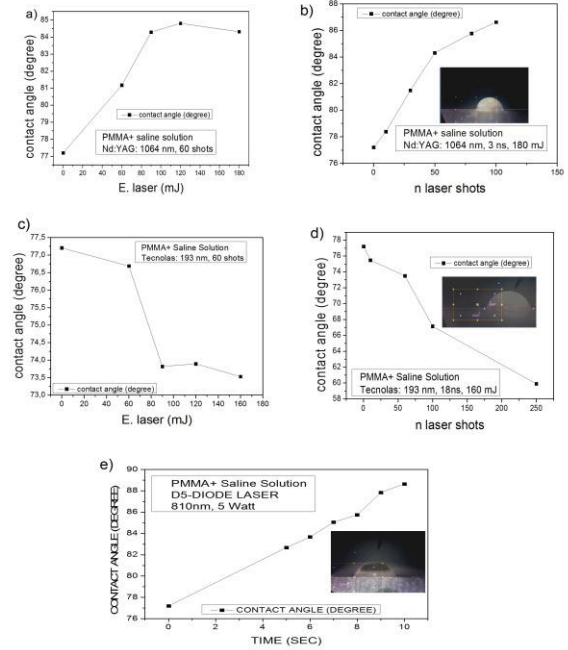 a)
contact angle (degree)
85
84
83
82
81
80
79
78
77
contact angle (degree)
PMMA+ saline solution
Nd:YAG: 1064 nm, 60 shots
0 20 40 60 80 100 120 140 160 180 200
E. laser (mJ)
b)
contact angle (degree)
88
86
84
82
80
78
76
contact angle (degree)
PMMA+ saline solution
Nd:YAG: 1064 nm, 3 ns, 180 mJ
0 50 100 150
n laser shots
c)
contact angle (degree)
77,5
77,0
76,5
76,0
75,5
75,0
74,5
74,0
73,5
73,0
PMMA+ Saline Solution
Tecnolas: 193 nm, 60 shots
contact angle (degree)
0 20 40 60 80 100 120 140 160 180
E. laser (mJ)
d)
contact angle (degree)
80
78
76
74
72
70
68
66
64
62
60
58
contact angle (degree)
PMMA+ Saline Solution
Tecnolas: 193 nm, 18ns, 160 mJ
0 50 100 150 200 250
n laser shots
e)
CONTACT ANGLE (DEGREE)
90
88
86
84
82
80
78
76
PMMA+ Saline Solution
D5-DIODE LASER
810nm, 5 Watt
CONTACT ANGLE (DEGREE)
0 2 4 6 8 10
TIME (SEC)